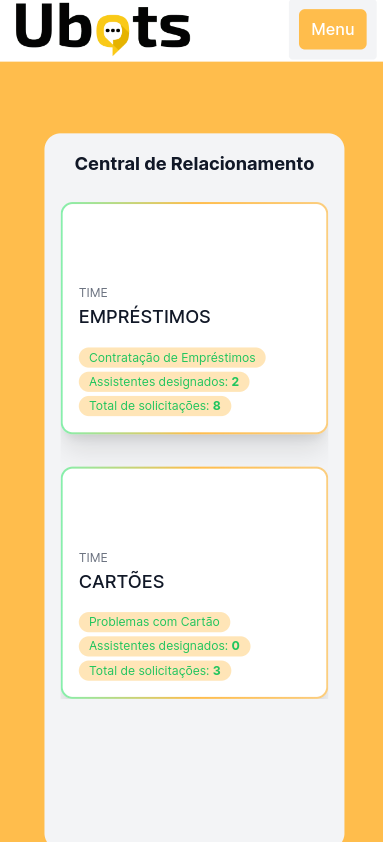 Ubots
Menu
Central de Relacionamento
TIME
EMPRÉSTIMOS
Contratação de Empréstimos
Assistentes designados: 2
Total de solicitações: 8
TIME
CARTÕES
Problemas com Cartão
Assistentes designados: 0
Total de solicitações: 3